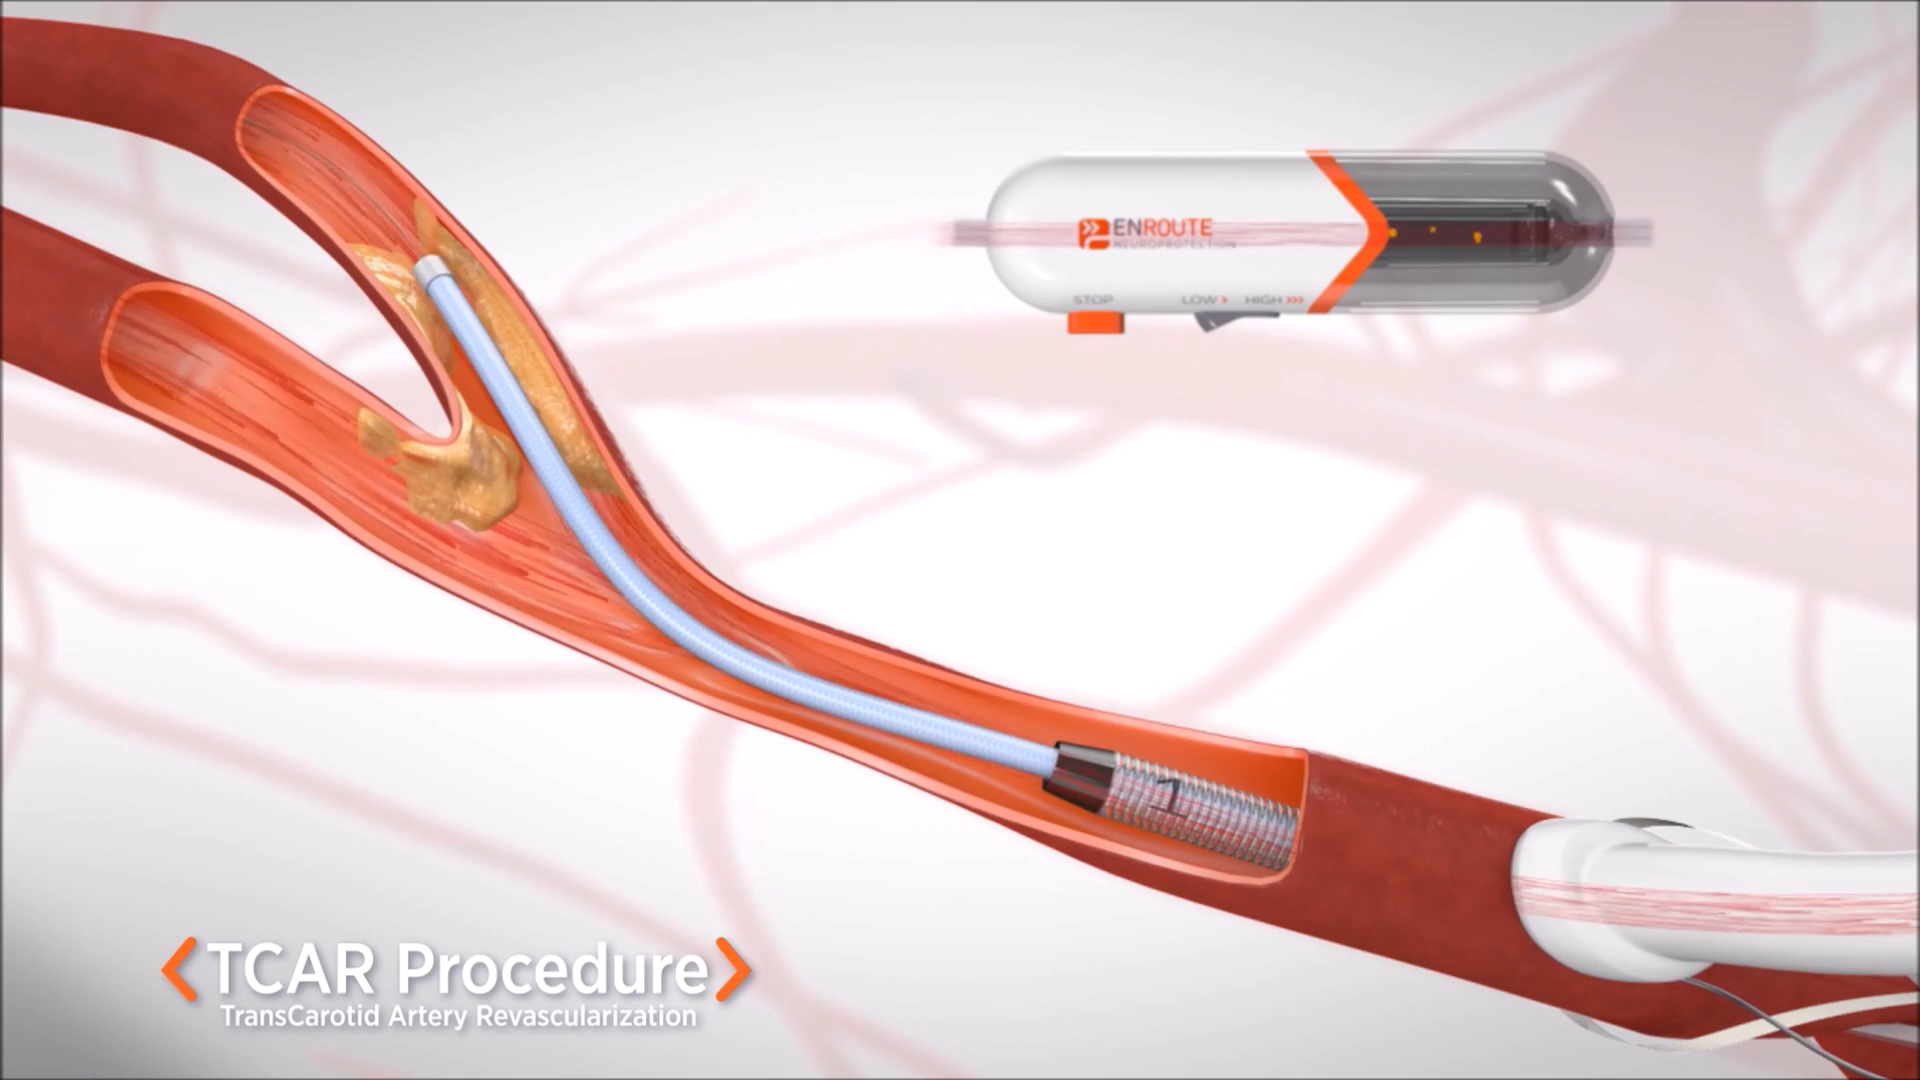 ENROUTE
NEUROPROTECTION
STOP
LOW
HIGH
TCAR Procedure
TransCarotid Artery Revascularization